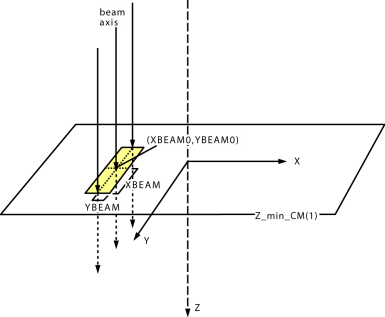 beam
axis
(XBEAM0,YBEAM0)
X
XBEAM
YBEAM
Z_min_CM(1)
Y
Z